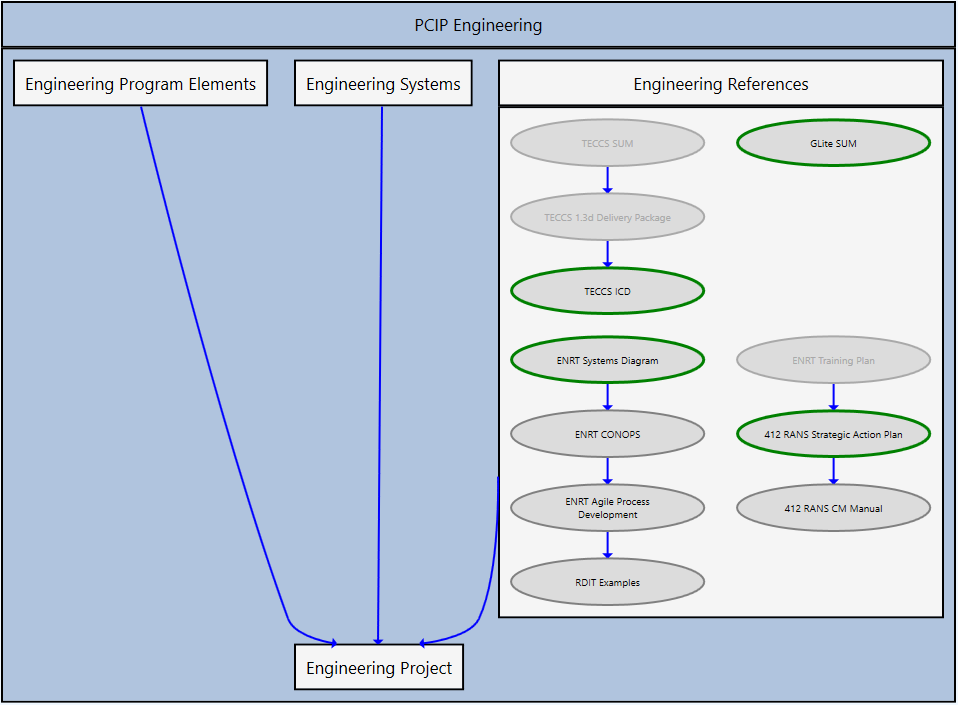 PCIP Engineering
Engineering Program Elements
Engineering Systems
Engineering References
TECCS SUM
GLite SUM
TECCS 1.3d Delivery Package
TECCS ICD
ENRT Systems Diagram
ENRT Training Plan
ENRT CONOPS
412 RANS Strategic Action Plan
ENRT Agile Process
Development
412 RANS CM Manual
RDIT Examples
Engineering Project